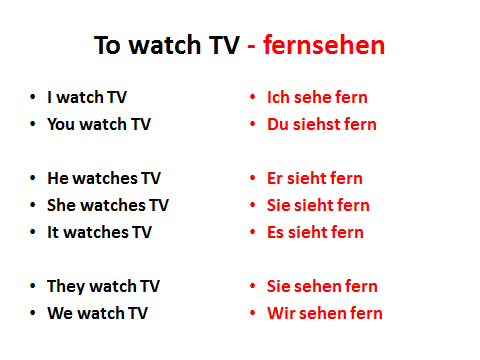 To watch TV - fernsehen
• I watch TV
• You watch TV
• He watches TV
• She watches TV
• It watches TV
• They watch TV
• We watch TV
• Ich sehe fern
• Du siehst fern
• Er sieht fern
• Sie sieht fern
• Es sieht fern
• Sie sehen fern
• Wir sehen fern